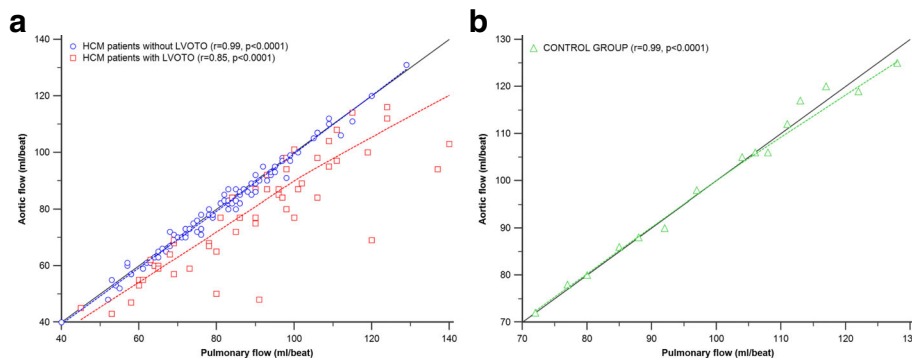 a
HCM patients without LVOTO (r=0.99, p<0.0001)
HCM patients with LVOTO (r=0.85, p<0.0001)
Aortic flow (ml/beat)
140
120
100
80
60
40
40
60
80
100
120
140
Pulmonary flow (ml/beat)
b
CONTROL GROUP (r=0.99, p<0.0001)
Aortic flow (ml/beat)
130
120
110
100
90
80
70
70
80
90
100
110
120
130
Pulmonary flow (ml/beat)